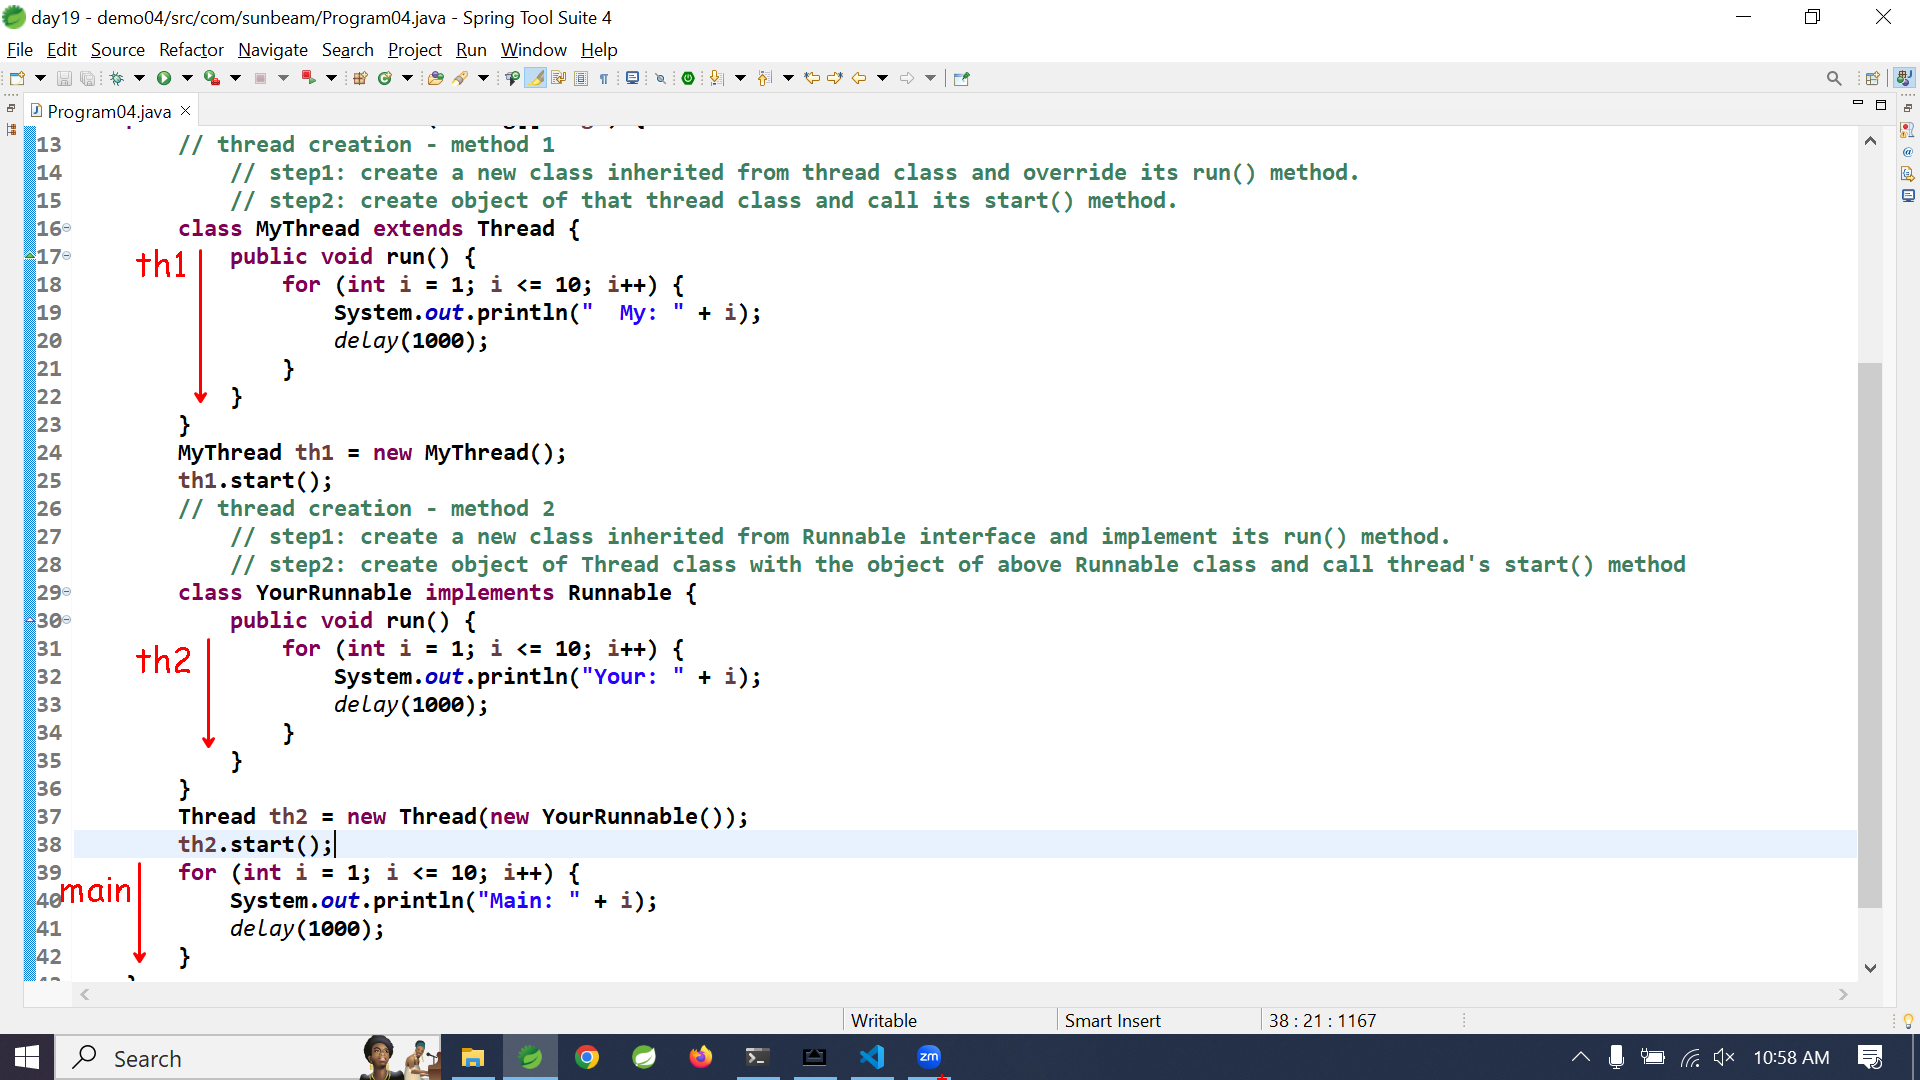 day19 - demo04/src/com/sunbeam/Program04.java - Spring Tool Suite 4
File Edit Source Refactor Navigate Search Project Run Window Help
Program04.java
13 // thread creation - method 1
14 // step1: create a new class inherited from thread class and override its run() method.
15 // step2: create object of that thread class and call its start() method.
16 class MyThread extends Thread {
17 public void run() {
th1
18 for (int i = 1; i <= 10; i++) {
19 System.out.println("  My: " + i);
20 delay(1000);
21 }
22 }
23 }
24 MyThread th1 = new MyThread();
25 th1.start();
26 // thread creation - method 2
27 // step1: create a new class inherited from Runnable interface and implement its run() method.
28 // step2: create object of Thread class with the object of above Runnable class and call thread's start() method
29 class YourRunnable implements Runnable {
30 public void run() {
31 for (int i = 1; i <= 10; i++) {
th2
32 System.out.println("Your: " + i);
33 delay(1000);
34 }
35 }
36 }
37 Thread th2 = new Thread(new YourRunnable());
38 th2.start();
39 for (int i = 1; i <= 10; i++) {
main
40 System.out.println("Main: " + i);
41 delay(1000);
42 }
Writable Smart Insert 38 : 21 : 1167
Search zm 10:58 AM